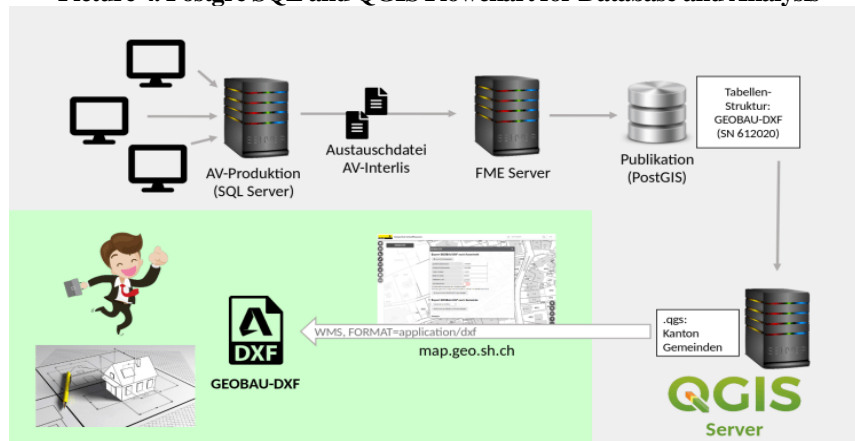 Picture 4. Postgre SQL and QGIS Flowchart for Database and Analysis
AV-Produktion
(SQL Server)
Austauschdatei
AV-Interlis
FME Server
Publikation
(PostGIS)
Tabellen-
Struktur:
GEOBAU-DXF
(SN 612020)
.qgs:
Kanton
Gemeinden
QGIS
Server
WMS, FORMAT=application/dxf
map.geo.sh.ch
DXF
GEOBAU-DXF